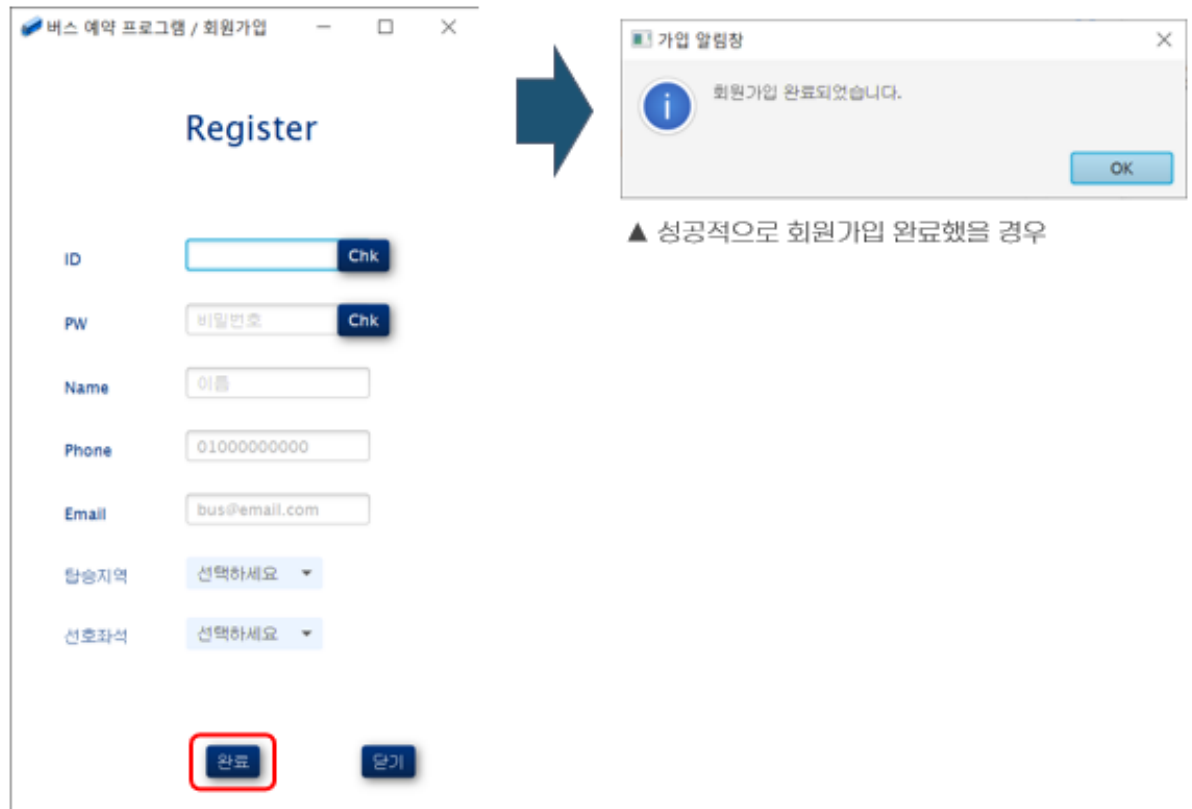 버스 예약 프로그램 / 회원가입
Register
ID
Chk
PW
비밀번호
Chk
Name
이름
Phone
01000000000
Email
bus@email.com
탑승지역
선택하세요
선호좌석
선택하세요
완료
닫기
가입 알림창
회원가입 완료되었습니다.
OK
▲ 성공적으로 회원가입 완료했을 경우